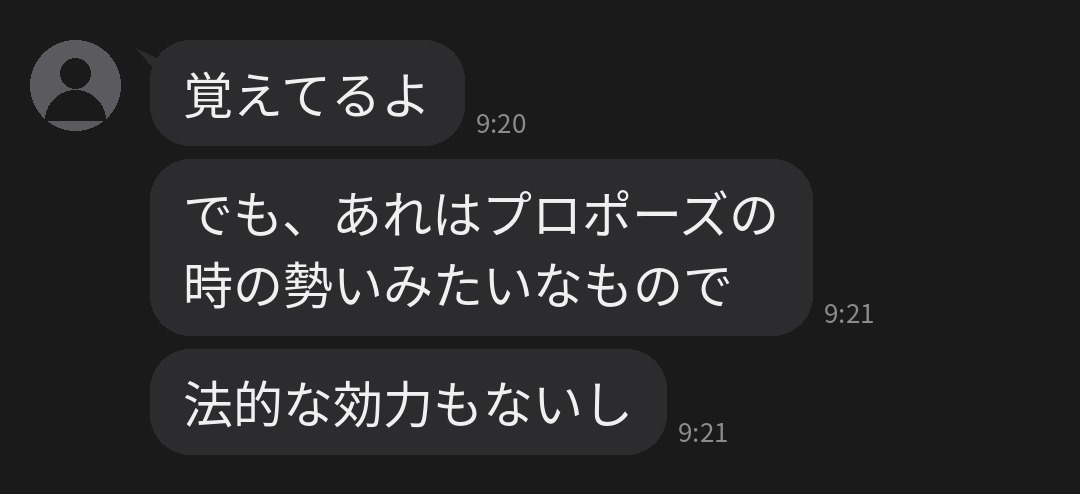 覚えてるよ
9:20
でも、あれはプロポーズの
時の勢いみたいなもので
9:21
法的な効力もないし
9:21